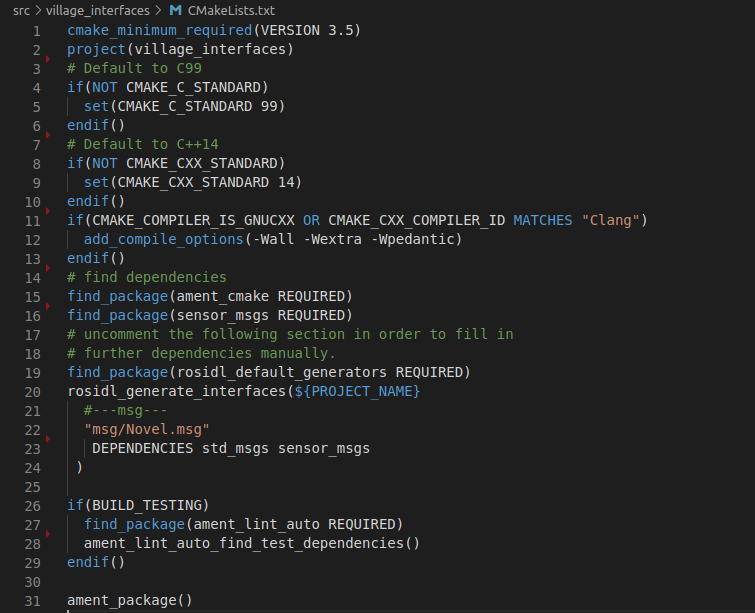 src > village_interfaces > M CMakeLists.txt
1 cmake_minimum_required(VERSION 3.5)
2 project(village_interfaces)
3 # Default to C99
4 if(NOT CMAKE_C_STANDARD)
5 set(CMAKE_C_STANDARD 99)
6 endif()
7 # Default to C++14
8 if(NOT CMAKE_CXX_STANDARD)
9 set(CMAKE_CXX_STANDARD 14)
10 endif()
11 if(CMAKE_COMPILER_IS_GNUCXX OR CMAKE_CXX_COMPILER_ID MATCHES "Clang")
12 add_compile_options(-Wall -Wextra -Wpedantic)
13 endif()
14 # find dependencies
15 find_package(ament_cmake REQUIRED)
16 find_package(sensor_msgs REQUIRED)
17 # uncomment the following section in order to fill in
18 # further dependencies manually.
19 find_package(rosidl_default_generators REQUIRED)
20 rosidl_generate_interfaces(${PROJECT_NAME}
21 #---msg---
22 "msg/Novel.msg"
23 DEPENDENCIES std_msgs sensor_msgs
24 )
25
26 if(BUILD_TESTING)
27 find_package(ament_lint_auto REQUIRED)
28 ament_lint_auto_find_test_dependencies()
29 endif()
30
31 ament_package()